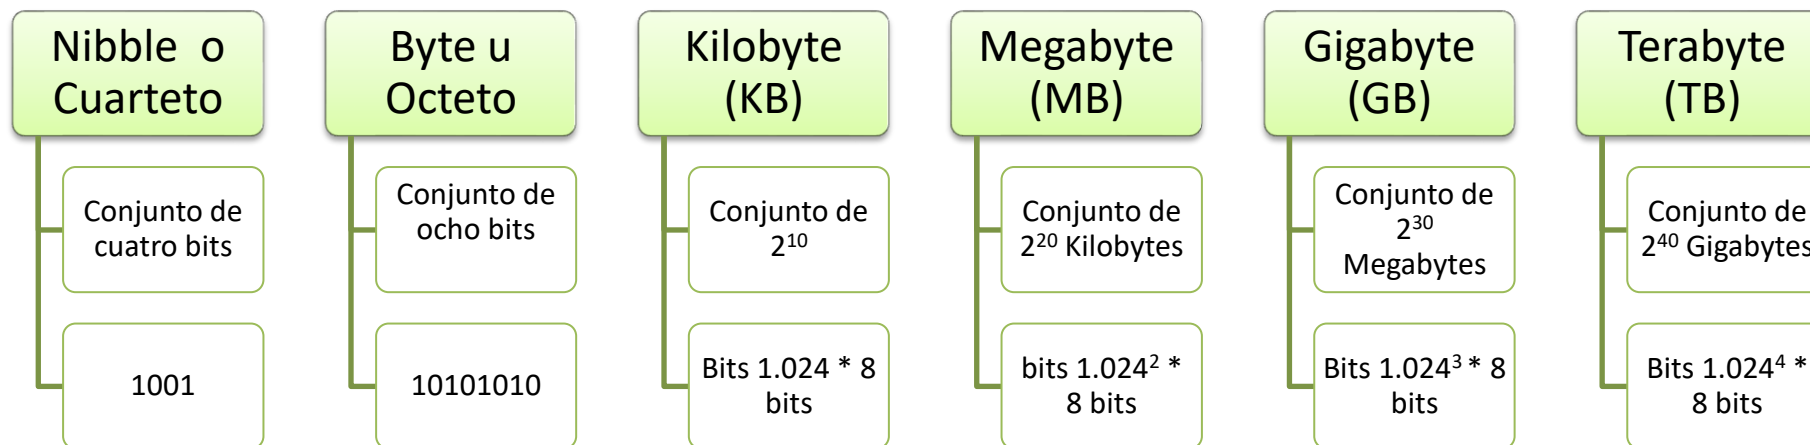 Nibble o
Cuarteto
Conjunto de
cuatro bits
1001
Byte u
Octeto
Conjunto de
ocho bits
10101010
Kilobyte
(KB)
Conjunto de
2¹⁰
Bits 1.024 * 8
bits
Megabyte
(MB)
Conjunto de
2²⁰ Kilobytes
bits 1.024² *
8 bits
Gigabyte
(GB)
Conjunto de
2³⁰
Megabytes
Bits 1.024³ * 8
bits
Terabyte
(TB)
Conjunto de
2⁴⁰ Gigabytes
Bits 1.024⁴ *
8 bits